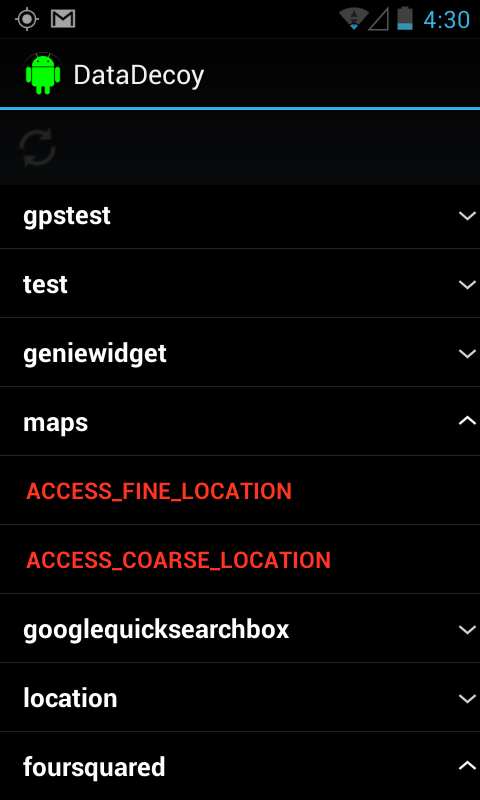 4:30
DataDecoy
gpstest
test
geniewidget
maps
ACCESS_FINE_LOCATION
ACCESS_COARSE_LOCATION
googlequicksearchbox
location
foursquared